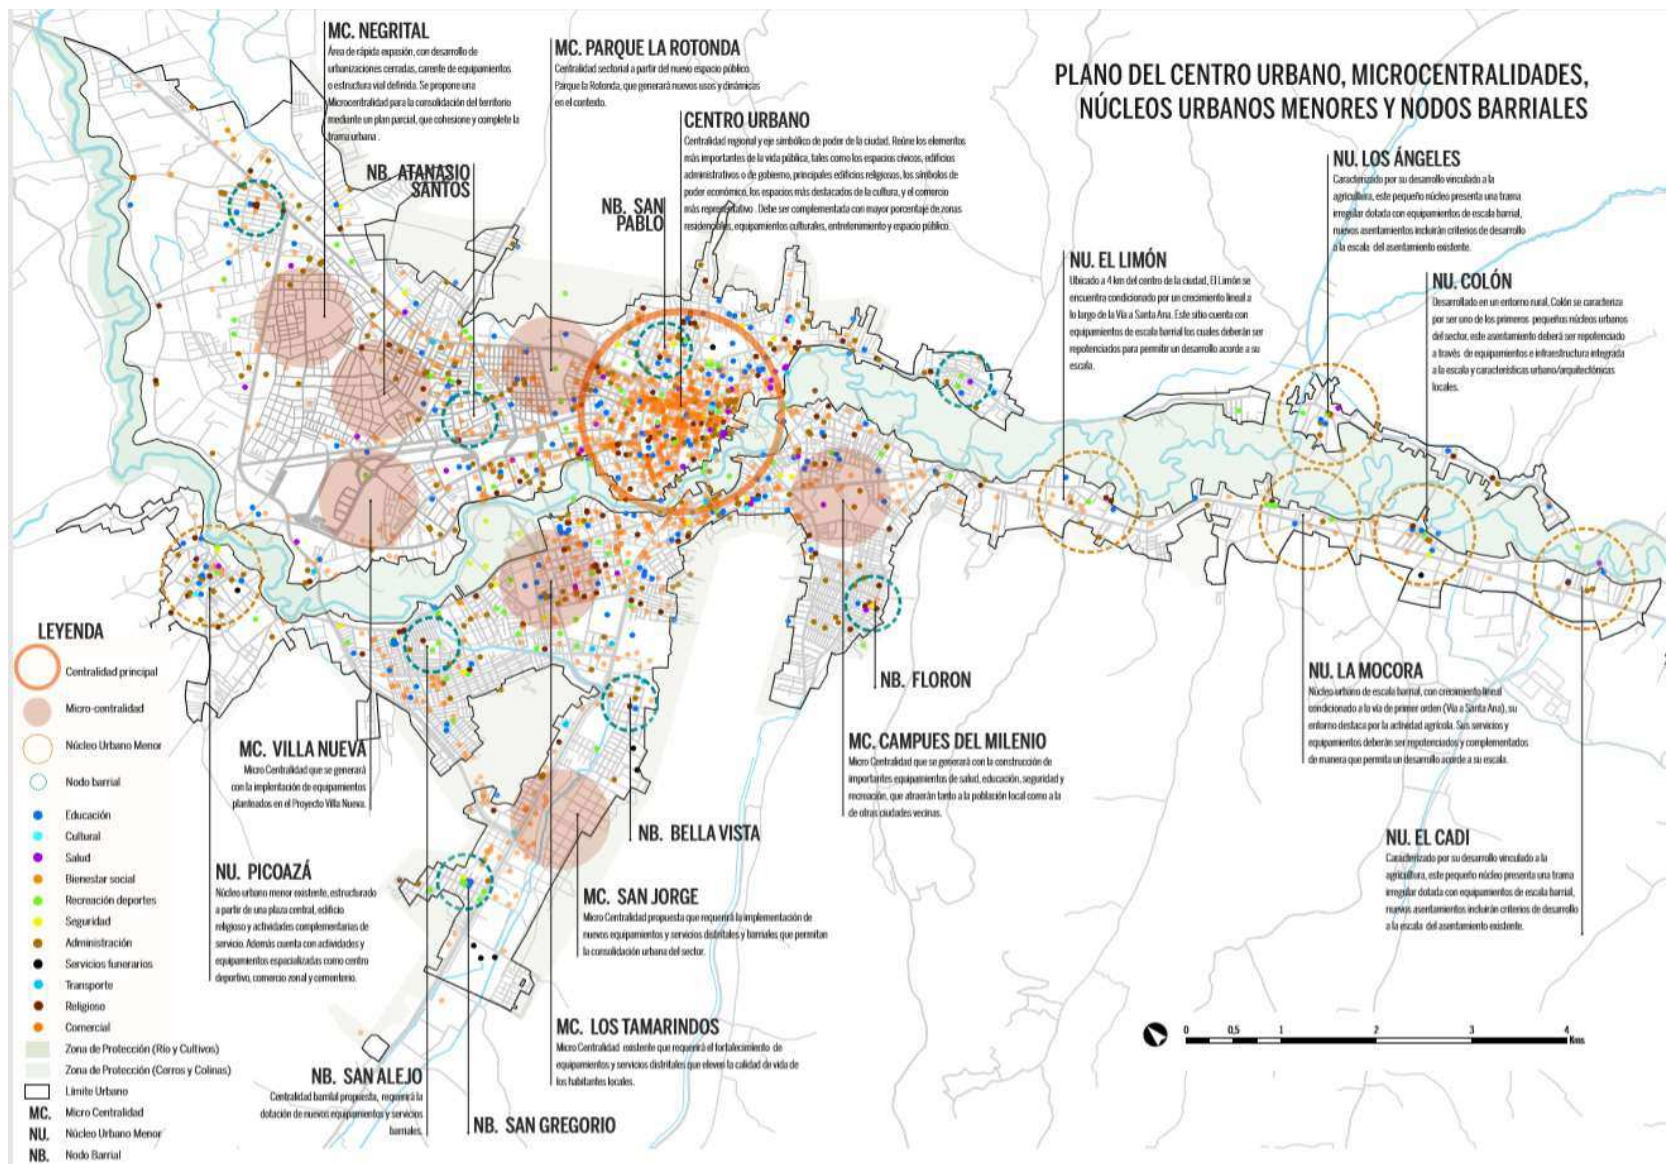 PLANO DEL CENTRO URBANO, MICROCENTRALIDADES,
NÚCLEOS URBANOS MENORES Y NODOS BARRIALES
MC. NEGRITAL
Área de rápida expasión, con desarrollo de
urbanizaciones cerradas, carente de equipamientos
o estructura vial definida. Se propone una
Microcentralidad para la consolidación del territorio
mediante un plan parcial, que cohesione y complete la
trama urbana .
MC. PARQUE LA ROTONDA
Centralidad sectorial a partir del nuevo espacio público
Parque la Rotonda, que generará nuevos usos y dinámicas
en el contexto.
CENTRO URBANO
Centralidad regional y eje simbólico de poder de la ciudad. Reúne los elementos
más importantes de la vida pública, tales como los espacios cívicos, edificios
administrativos o de gobierno, principales edificios religiosos, los símbolos de
poder económico, los espacios más destacados de la cultura, y el comercio
más representativo . Debe ser complementada con mayor porcentaje de zonas
residenciales, equipamientos culturales, entretenimiento y espacio público.
NB. ATANASIO
SANTOS
NB. SAN
PABLO
NU. LOS ÁNGELES
Caracterizado por su desarrollo vinculado a la
agricultura, este pequeño núcleo presenta una trama
irregular dotada con equipamientos de escala barrial,
nuevos asentamientos incluirán criterios de desarrollo
a la escala del asentamiento existente.
NU. EL LIMÓN
Ubicado a 4 km del centro de la ciudad, El Limón se
encuentra condicionado por un crecimiento lineal a
lo largo de la Vía a Santa Ana. Este sitio cuenta con
equipamientos de escala barrial los cuales deberán ser
repotenciados para permitir un desarrollo acorde a su
escala.
NU. COLÓN
Desarrollado en un entorno rural, Colón se caracteriza
por ser uno de los primeros pequeños núcleos urbanos
del sector, este asentamiento deberá ser repotenciado
a través de equipamientos e infraestructura integrada
a la escala y características urbano/arquitectónicas
locales.
LEYENDA
Centralidad principal
Micro-centralidad
Núcleo Urbano Menor
Nodo barrial
Educación
Cultural
Salud
Bienestar social
Recreación deportes
Seguridad
Administración
Servicios funerarios
Transporte
Religioso
Comercial
Zona de Protección (Río y Cultivos)
Zona de Protección (Cerros y Colinas)
Límite Urbano
MC. Micro Centralidad
NU. Núcleo Urbano Menor
NB. Nodo Barrial
MC. VILLA NUEVA
Micro Centralidad que se generará
con la implentación de equipamientos
planteados en el Proyecto Villa Nueva.
NU. PICOAZÁ
Núcleo urbano menor existente, estructurado
a partir de una plaza central, edificio
religioso y actividades complementarias de
servicio. Además cuenta con actividades y
equipamientos especializadas como centro
deportivo, comercio zonal y cementerio.
NB. SAN ALEJO
Centralidad barrial propuesta, requerirá la
dotación de nuevos equipamientos y servicios
barriales.
NB. SAN GREGORIO
MC. LOS TAMARINDOS
Micro Centralidad existente que requerirá el fortalecimiento de
equipamientos y servicios distritales que eleven la calidad de vida de
los habitantes locales.
MC. SAN JORGE
Micro Centralidad propuesta que requerirá la implementación de
nuevos equipamientos y servicios distritales y barriales que permitan
la consolidación urbana del sector.
NB. BELLA VISTA
MC. CAMPUES DEL MILENIO
Micro Centralidad que se generará con la construcción de
importantes equipamientos de salud, educación, seguridad y
recreación, que atraerán tanto a la población local como a la
de otras ciudades vecinas.
NB. FLORON
NU. LA MOCORA
Núcleo urbano de escala barrial, con crecimiento lineal
condicionado a la vía de primer orden (Vía a Santa Ana), su
entorno destaca por la actividad agrícola. Sus servicios y
equipamientos deberán ser repotenciados y complementados
de manera que permita un desarrollo acorde a su escala.
NU. EL CADI
Caracterizado por su desarrollo vinculado a la
agricultura, este pequeño núcleo presenta una trama
irregular dotada con equipamientos de escala barrial,
nuevos asentamientos incluirán criterios de desarrollo
a la escala del asentamiento existente.
0 0,5 1 2 3 4
Kms